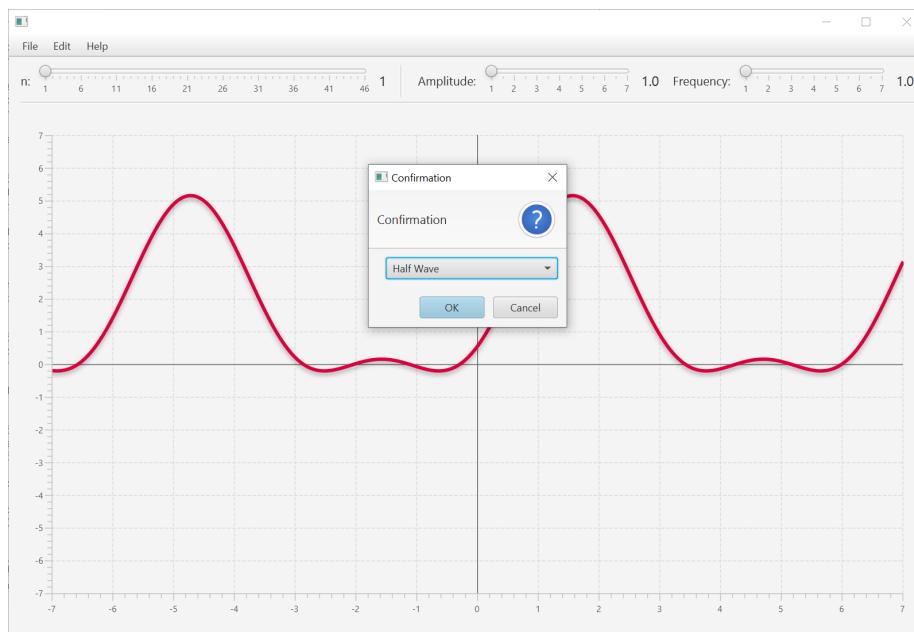 File Edit Help
n: 1 Amplitude: 1.0 Frequency: 1.0
1 6 11 16 21 26 31 36 41 46 1 2 3 4 5 6 7 1 2 3 4 5 6 7
Confirmation
Confirmation
?
Half Wave
OK Cancel
7
6
5
4
3
2
1
0
-1
-2
-3
-4
-5
-6
-7
-7 -6 -5 -4 -3 -2 -1 0 1 2 3 4 5 6 7